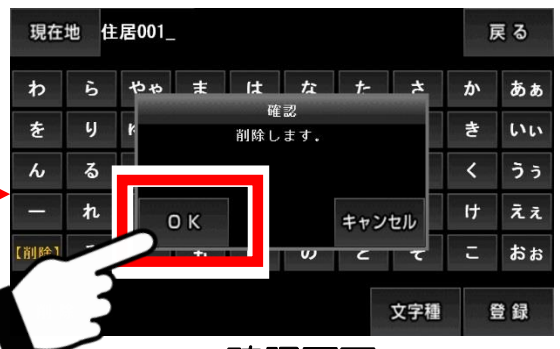 現在地 住居001_ 戻る
わ ら やゃ ま は な た さ か あぁ
確認
を り き いぃ
削除します.
ん る く うぅ
ー れ け えぇ
OK キャンセル
【削除】 も の と そ こ おぉ
文字種 登録